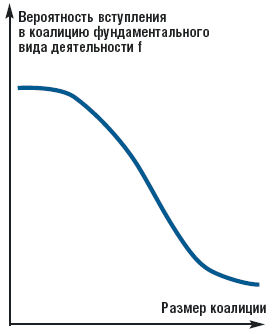 Вероятность вступления
в коалицию фундаментального
вида деятельности f
Размер коалиции